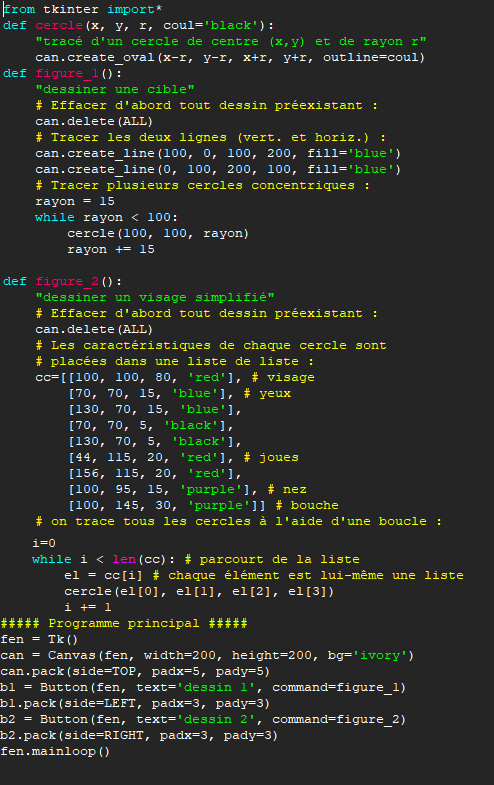 from tkinter import*
def cercle(x, y, r, coul='black'):
    "tracé d'un cercle de centre (x,y) et de rayon r"
    can.create_oval(x-r, y-r, x+r, y+r, outline=coul)
def figure_1():
    "dessiner une cible"
    # Effacer d'abord tout dessin préexistant :
    can.delete(ALL)
    # Tracer les deux lignes (vert. et horiz.) :
    can.create_line(100, 0, 100, 200, fill='blue')
    can.create_line(0, 100, 200, 100, fill='blue')
    # Tracer plusieurs cercles concentriques :
    rayon = 15
    while rayon < 100:
        cercle(100, 100, rayon)
        rayon += 15

def figure_2():
    "dessiner un visage simplifié"
    # Effacer d'abord tout dessin préexistant :
    can.delete(ALL)
    # Les caractéristiques de chaque cercle sont
    # placées dans une liste de liste :
    cc=[[100, 100, 80, 'red'], # visage
        [70, 70, 15, 'blue'], # yeux
        [130, 70, 15, 'blue'],
        [70, 70, 5, 'black'],
        [130, 70, 5, 'black'],
        [44, 115, 20, 'red'], # joues
        [156, 115, 20, 'red'],
        [100, 95, 15, 'purple'], # nez
        [100, 145, 30, 'purple']] # bouche
    # on trace tous les cercles à l'aide d'une boucle :
    i=0
    while i < len(cc): # parcourt de la liste
        el = cc[i] # chaque élément est lui-même une liste
        cercle(el[0], el[1], el[2], el[3])
        i += 1
##### Programme principal #####
fen = Tk()
can = Canvas(fen, width=200, height=200, bg='ivory')
can.pack(side=TOP, padx=5, pady=5)
b1 = Button(fen, text='dessin 1', command=figure_1)
b1.pack(side=LEFT, padx=3, pady=3)
b2 = Button(fen, text='dessin 2', command=figure_2)
b2.pack(side=RIGHT, padx=3, pady=3)
fen.mainloop()